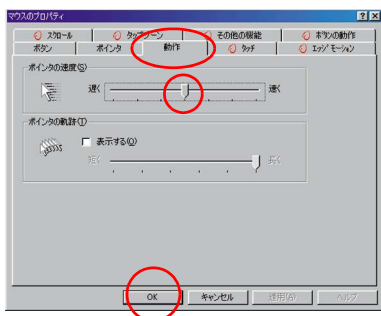 マウスのプロパティ
スクロール タップゾーン その他の機能 ボタンの動作
ボタン ポインタ 動作 タッチ エッジ モーション
ポインタの速度(S)
遅く 速く
ポインタの軌跡(T)
表示する(O)
短く 長く
OK キャンセル 適用(A) ヘルプ